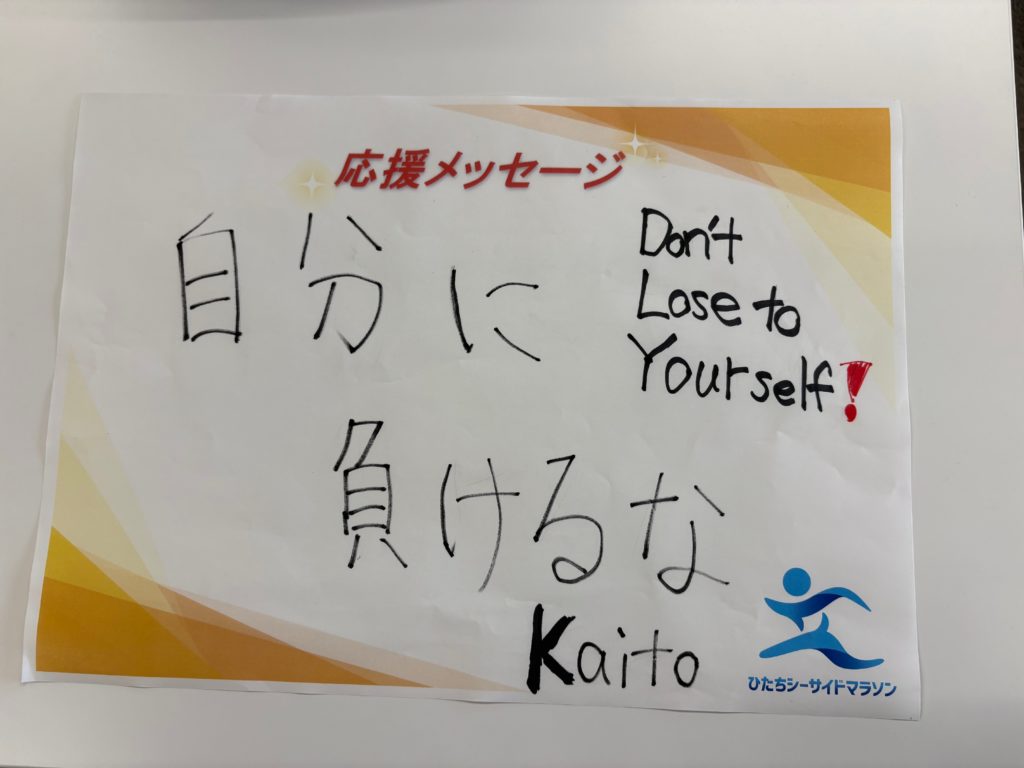 応援メッセージ
自分に
負けるな
Don't
Lose to
Yourself!
Kaito
ひたちシーサイドマラソン